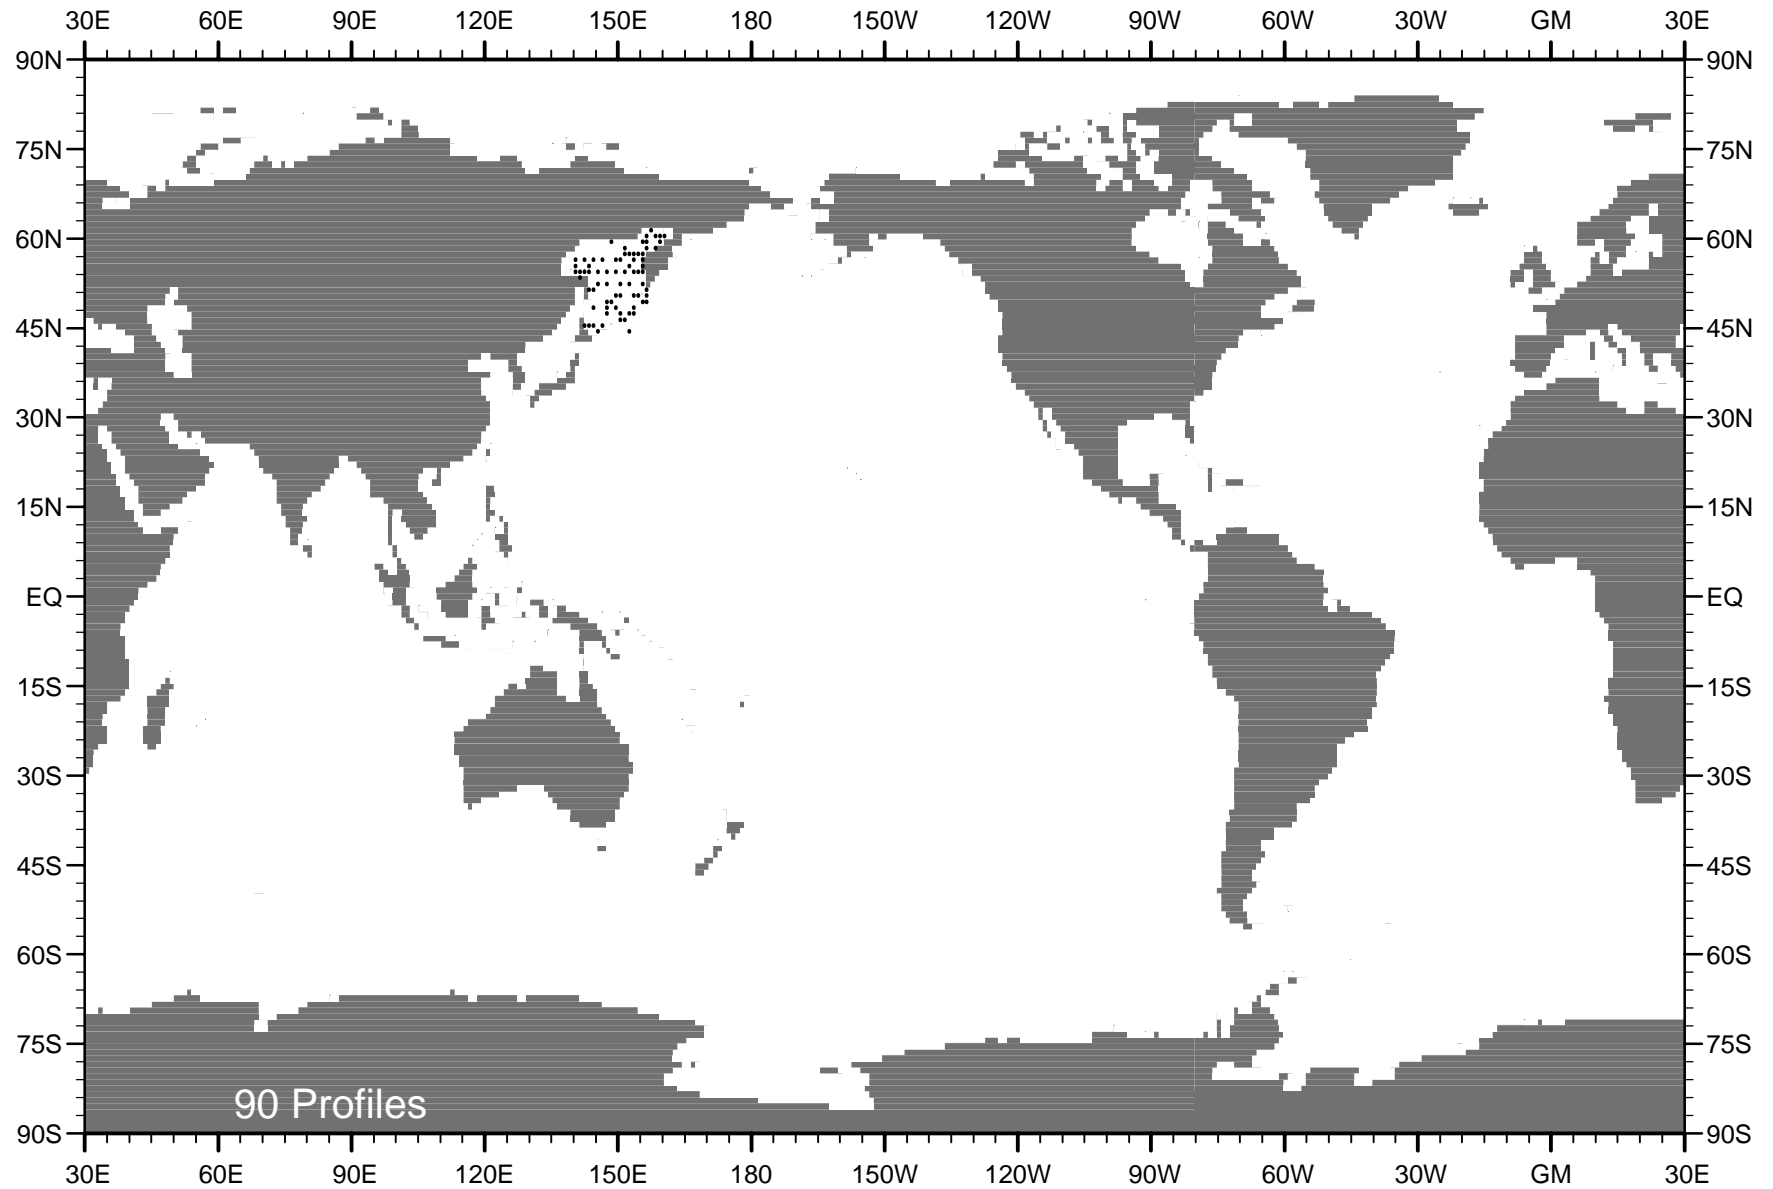 30E 60E 90E 120E 150E 180 150W 120W 90W 60W 30W GM 30E
90N 90N
75N 75N
60N 60N
45N 45N
30N 30N
15N 15N
EQ EQ
15S 15S
30S 30S
45S 45S
60S 60S
75S 75S
90 Profiles
90S 90S
30E 60E 90E 120E 150E 180 150W 120W 90W 60W 30W GM 30E